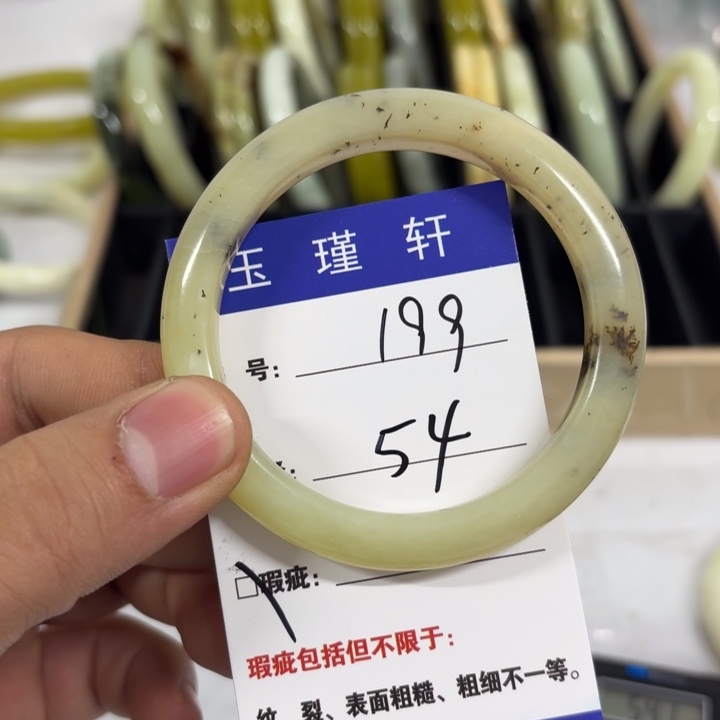 玉瑾轩
号: 199
: 54
□瑕疵:
瑕疵包括但不限于:
纹、裂、表面粗糙、粗细不一等。